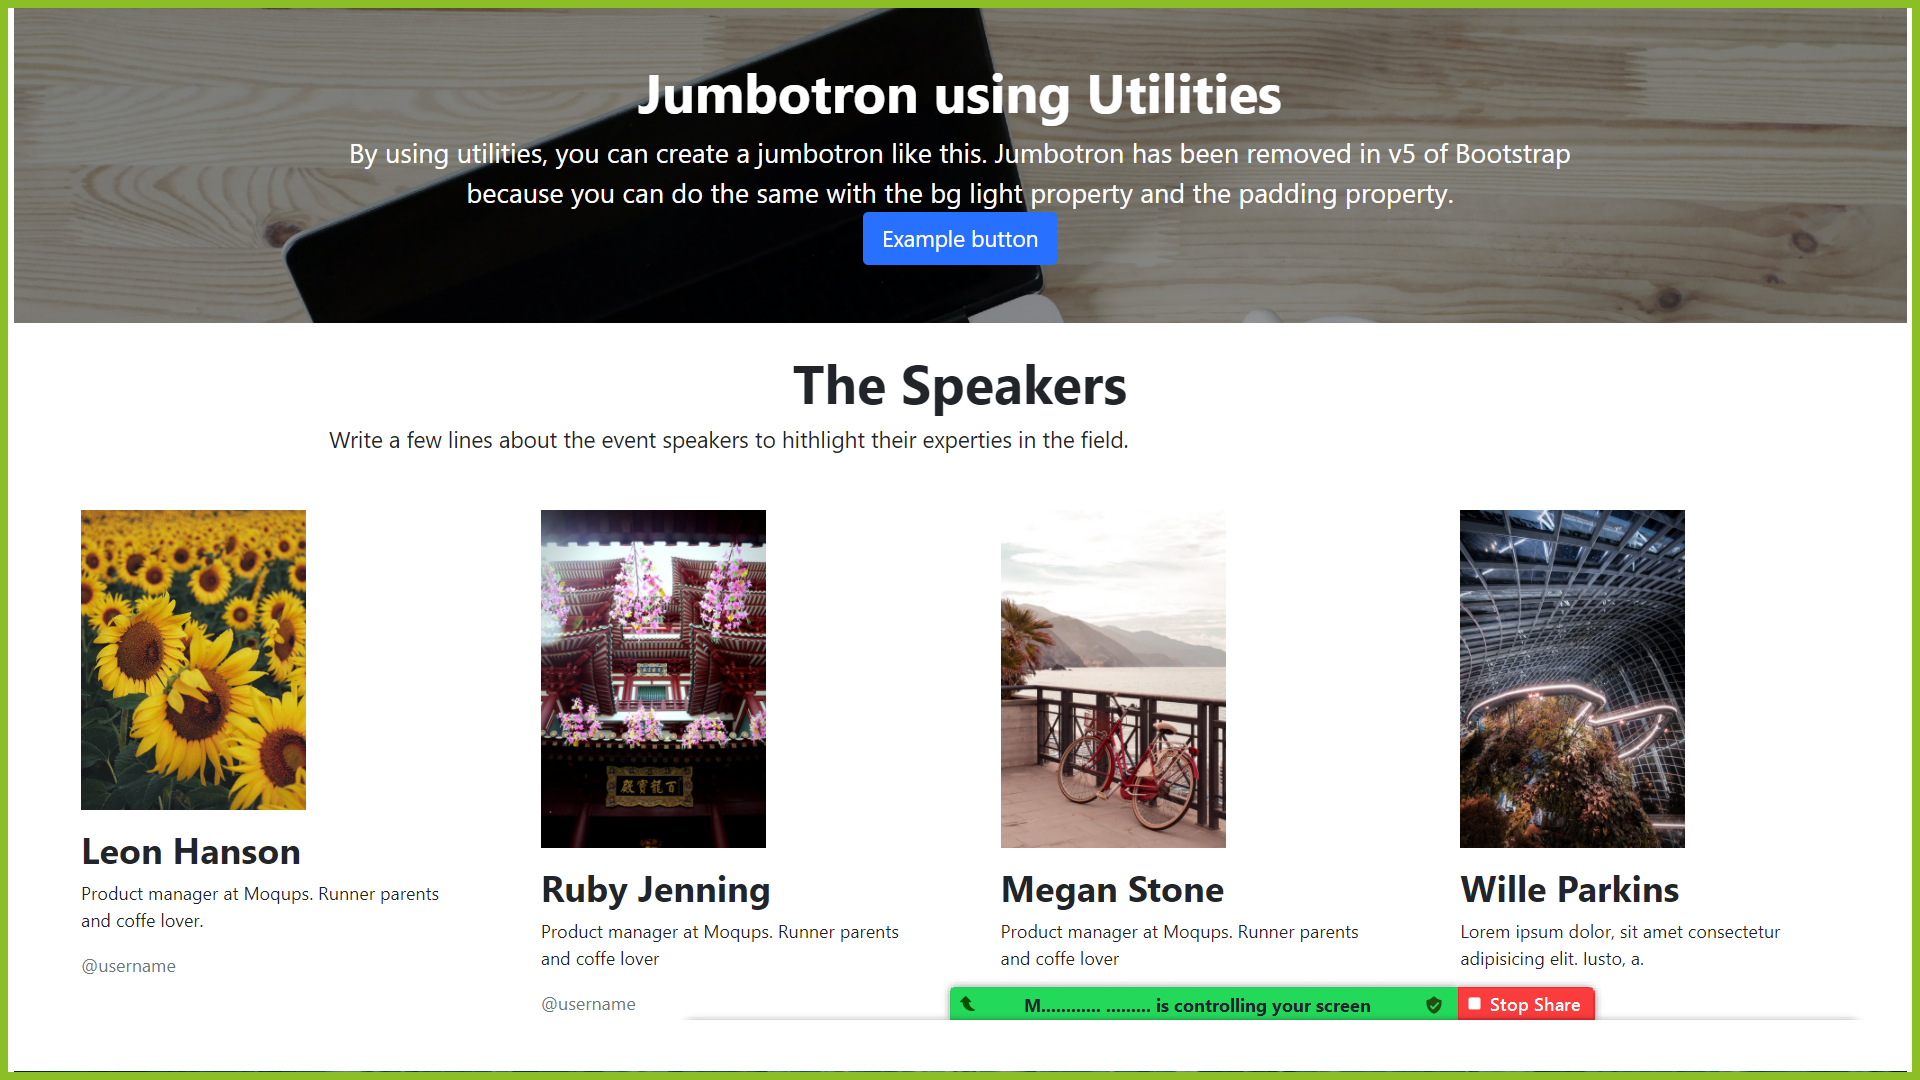 Jumbotron using Utilities
By using utilities, you can create a jumbotron like this. Jumbotron has been removed in v5 of Bootstrap
because you can do the same with the bg light property and the padding property.
Example button
The Speakers
Write a few lines about the event speakers to hithlight their experties in the field.
百龍寶殿
Leon Hanson
Product manager at Moqups. Runner parents
and coffe lover.
@username
Ruby Jenning
Product manager at Moqups. Runner parents
and coffe lover
@username
Megan Stone
Product manager at Moqups. Runner parents
and coffe lover
Wille Parkins
Lorem ipsum dolor, sit amet consectetur
adipisicing elit. Iusto, a.
M............ ......... is controlling your screen
Stop Share